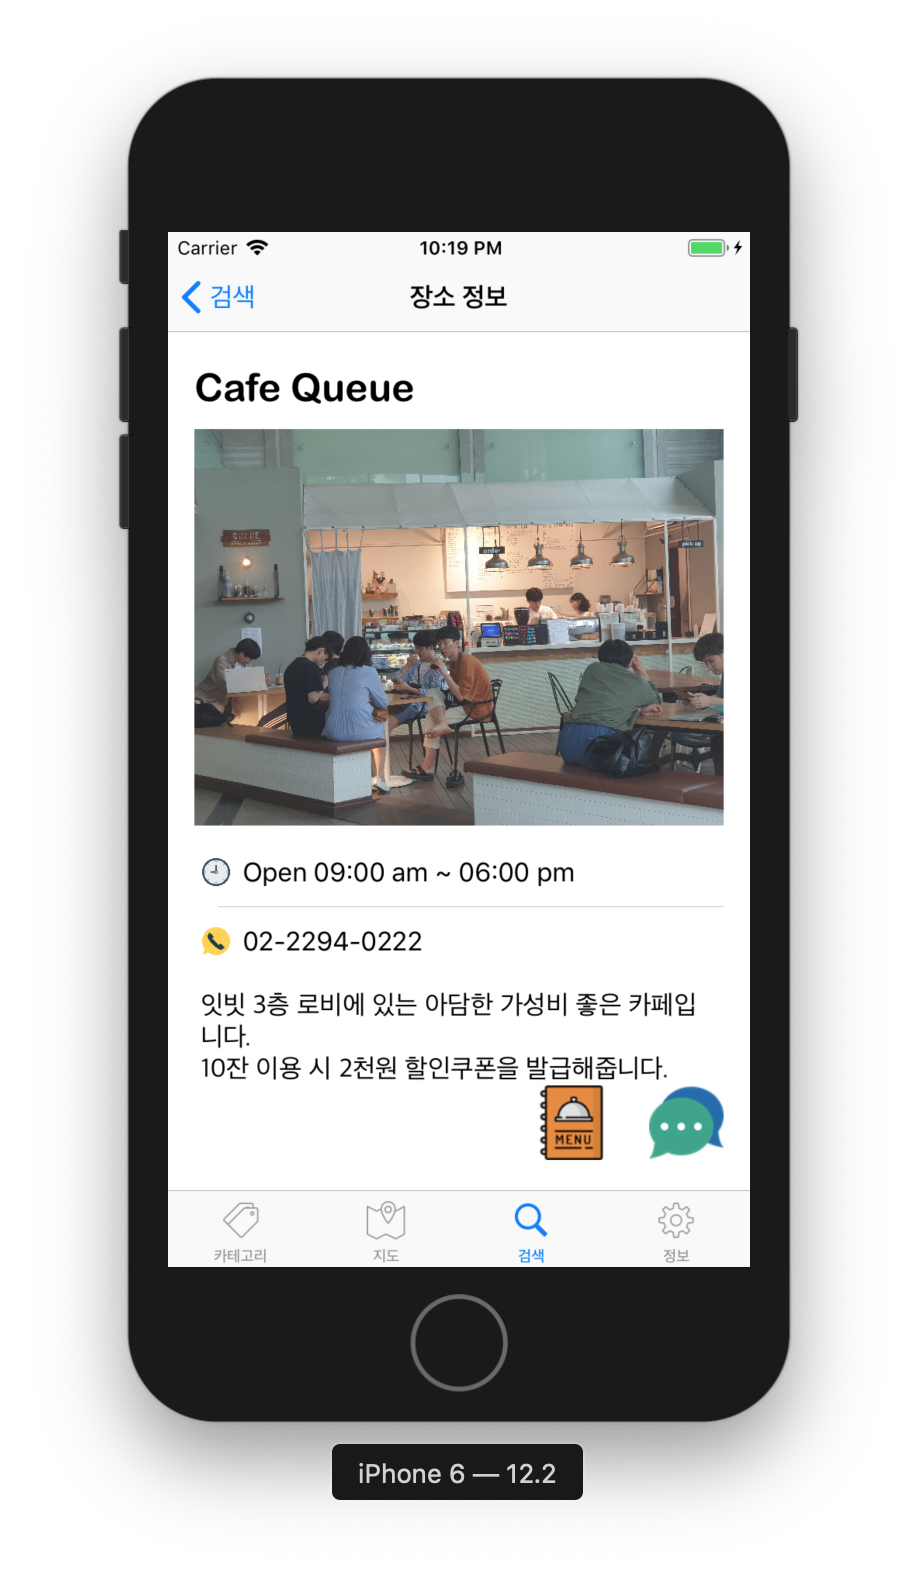 Carrier 10:19 PM
검색 장소 정보
Cafe Queue
QUEUE
order
pick up
Open 09:00 am ~ 06:00 pm
02-2294-0222
잇빗 3층 로비에 있는 아담한 가성비 좋은 카페입
니다.
10잔 이용 시 2천원 할인쿠폰을 발급해줍니다.
MENU
카테고리 지도 검색 정보
iPhone 6 — 12.2